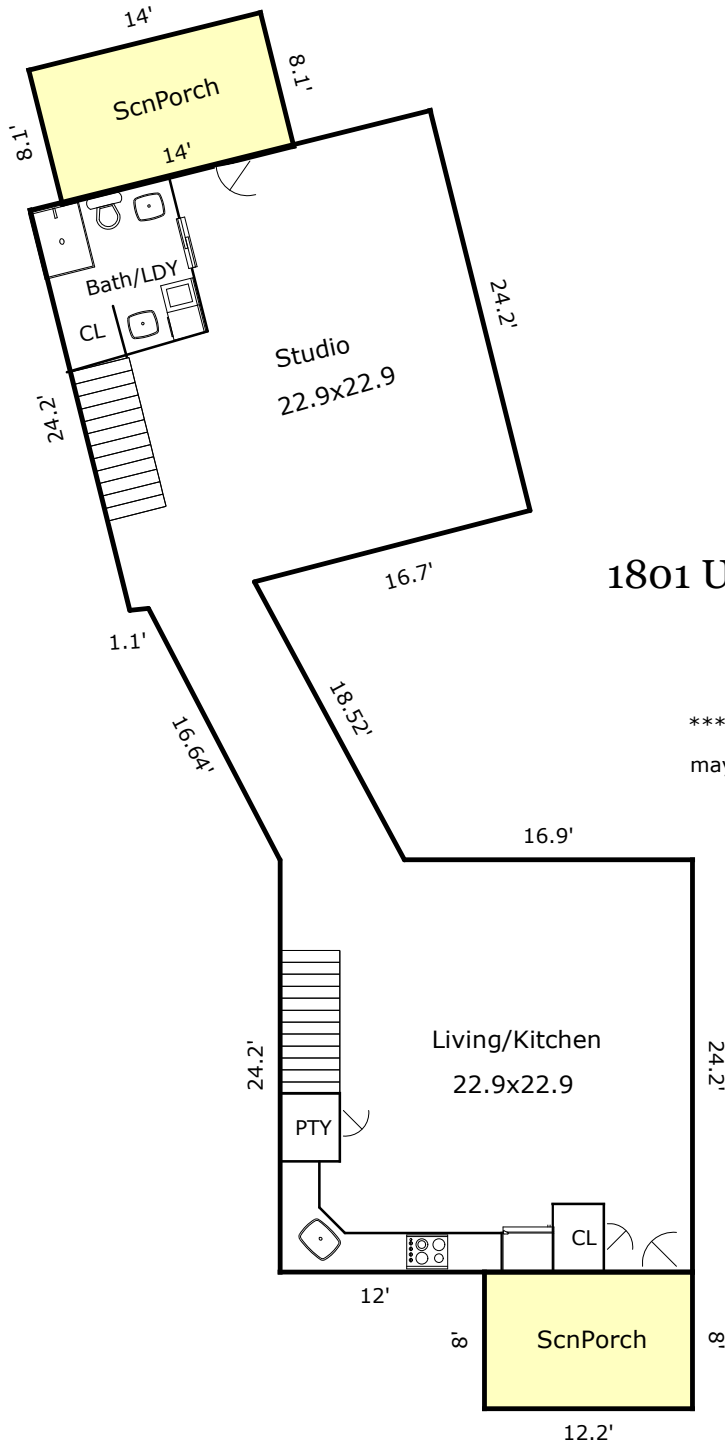 14'
8.1'
ScnPorch
8.1'
14'
Bath/LDY
CL
24.2'
Studio
22.9x22.9
24.2'
16.7'
1801 U
1.1'
18.52'
16.64'
***
may
16.9'
Living/Kitchen
24.2'
24.2'
22.9x22.9
PTY
CL
12'
8'
ScnPorch
8'
12.2'